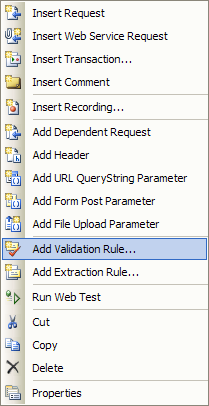 Insert Request
Insert Web Service Request
Insert Transaction...
Insert Comment
Insert Recording...
Add Dependent Request
Add Header
Add URL QueryString Parameter
Add Form Post Parameter
Add File Upload Parameter
Add Validation Rule...
Add Extraction Rule...
Run Web Test
Cut
Copy
Delete
Properties